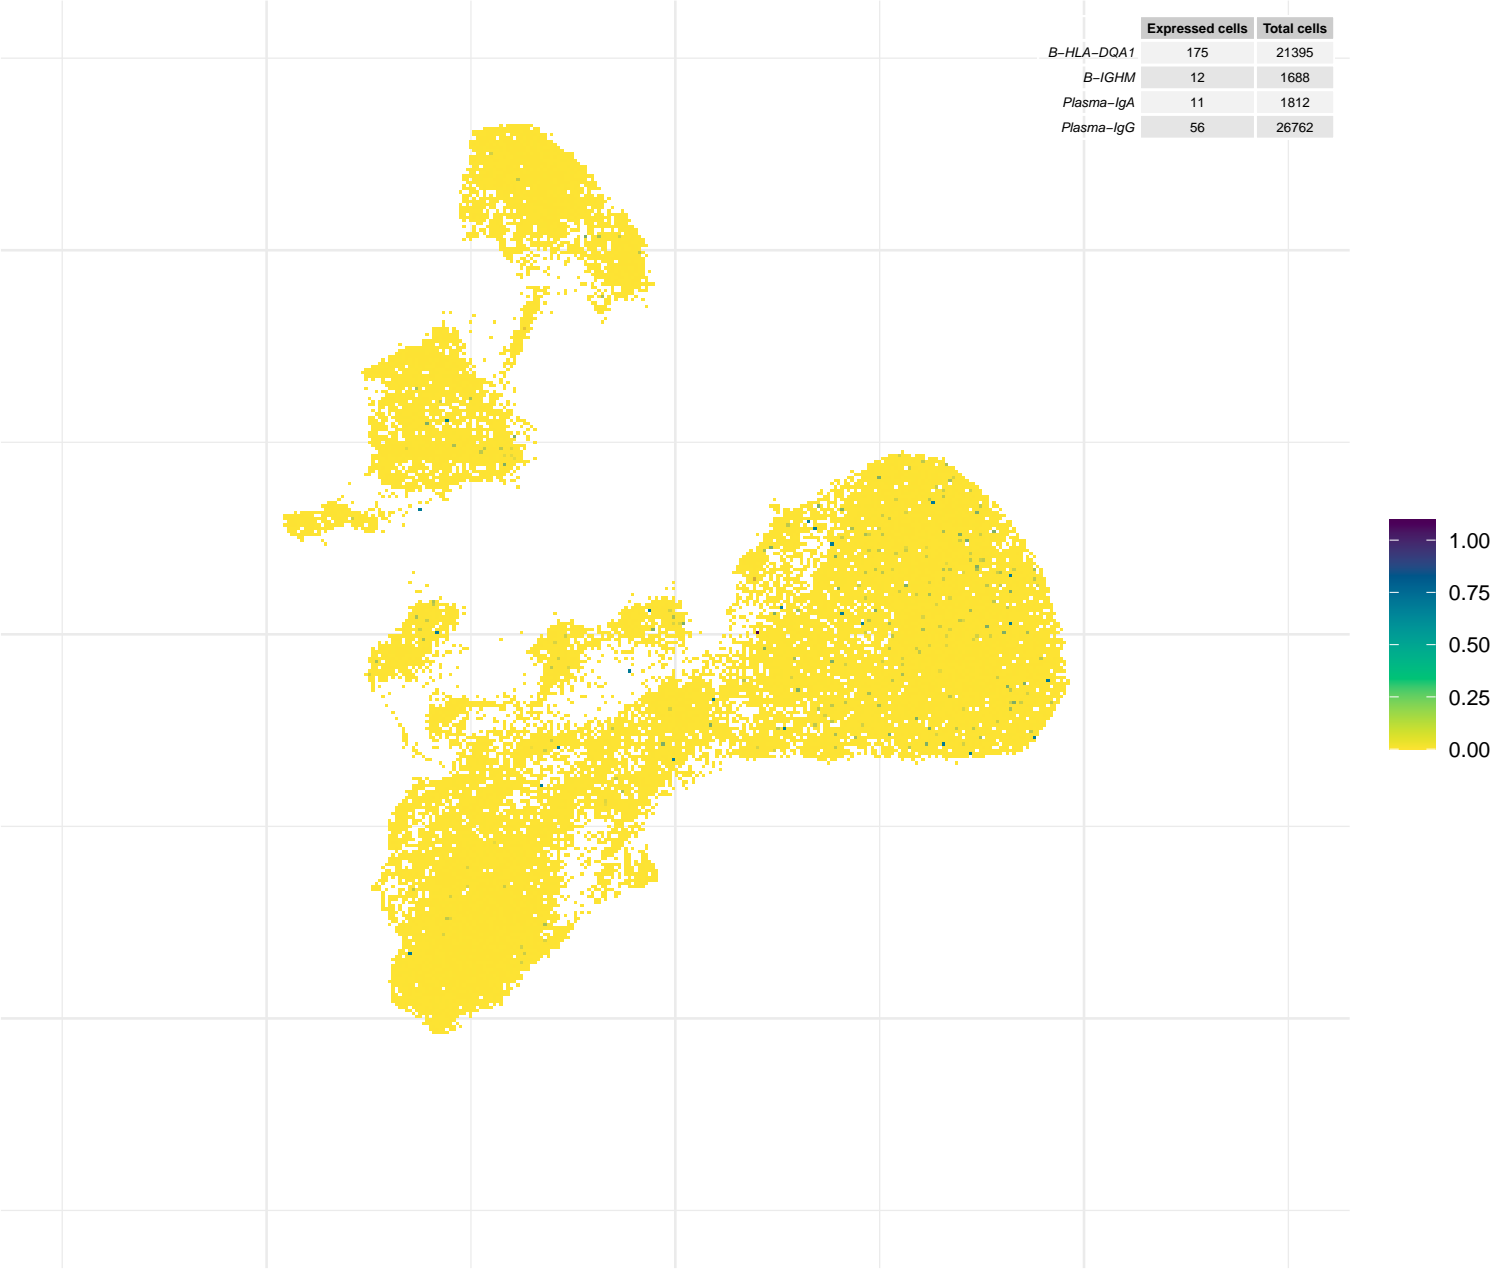 Expressed cells Total cells
B−HLA−DQA1 175 21395
B−IGHM 12 1688
Plasma−IgA 11 1812
Plasma−IgG 56 26762
1.00
0.75
0.50
0.25
0.00